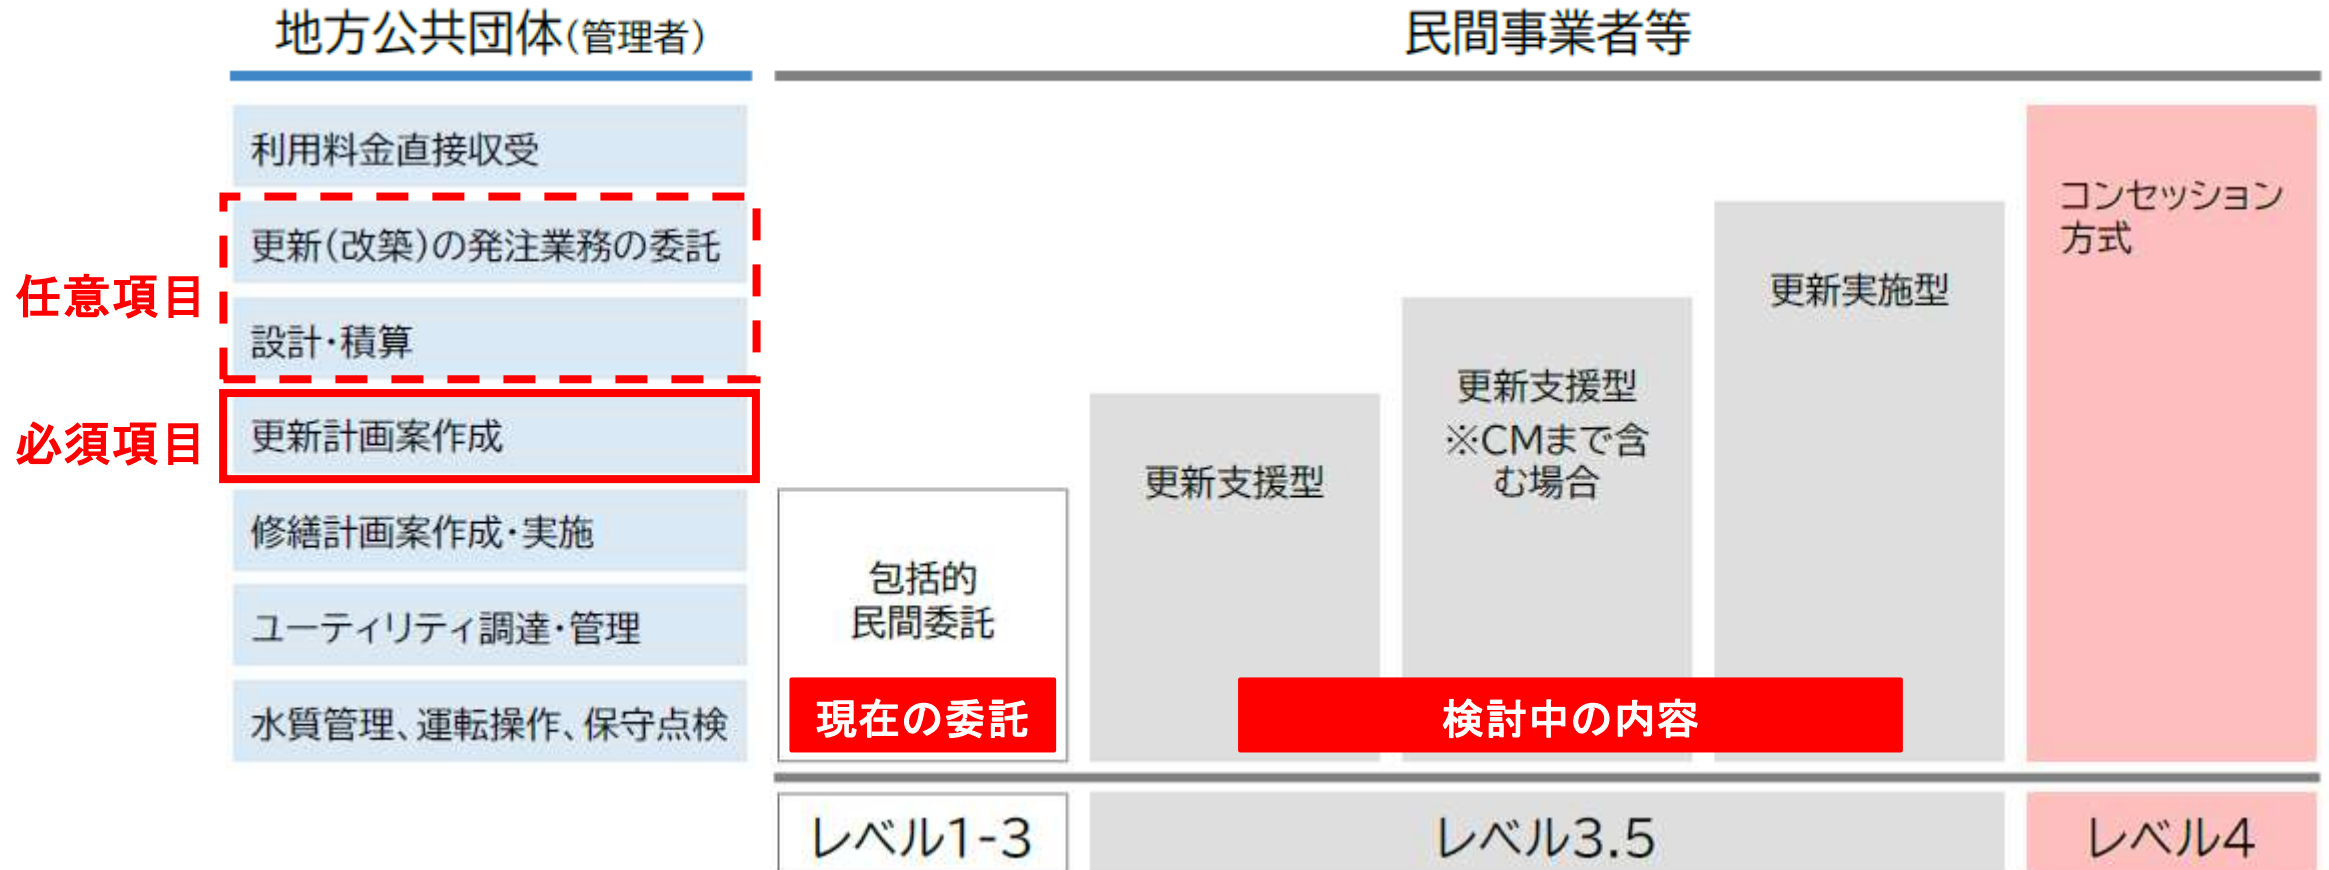 地方公共団体(管理者)
民間事業者等
利用料金直接収受
更新(改築)の発注業務の委託
設計・積算
更新計画案作成
修繕計画案作成・実施
ユーティリティ調達・管理
水質管理、運転操作、保守点検
任意項目
必須項目
包括的
民間委託
現在の委託
更新支援型
更新支援型
※CMまで含
む場合
更新実施型
検討中の内容
コンセッション
方式
レベル1-3
レベル3.5
レベル4